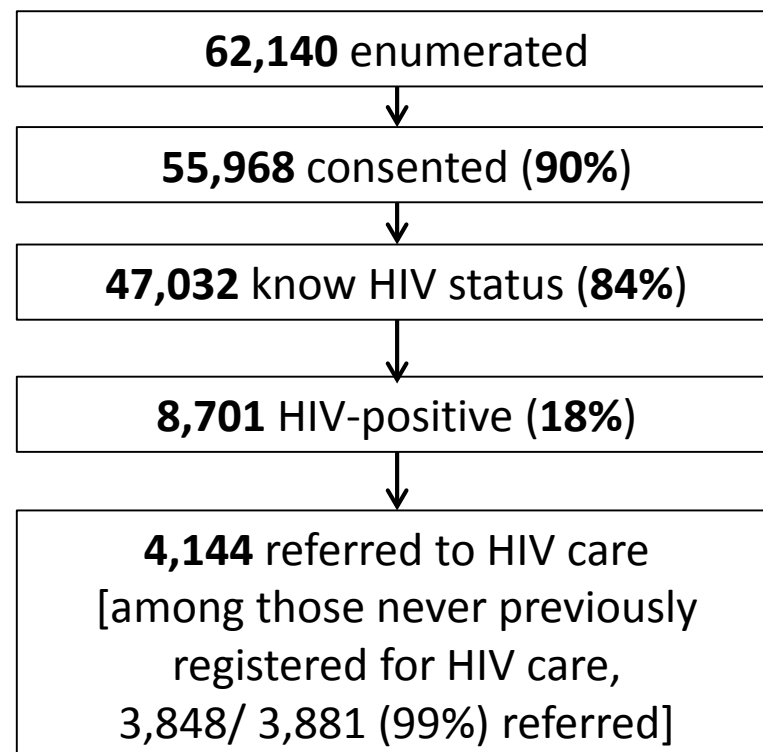 62,140 enumerated
55,968 consented (90%)
47,032 know HIV status (84%)
8,701 HIV-positive (18%)
4,144 referred to HIV care
[among those never previously
registered for HIV care,
3,848/ 3,881 (99%) referred]